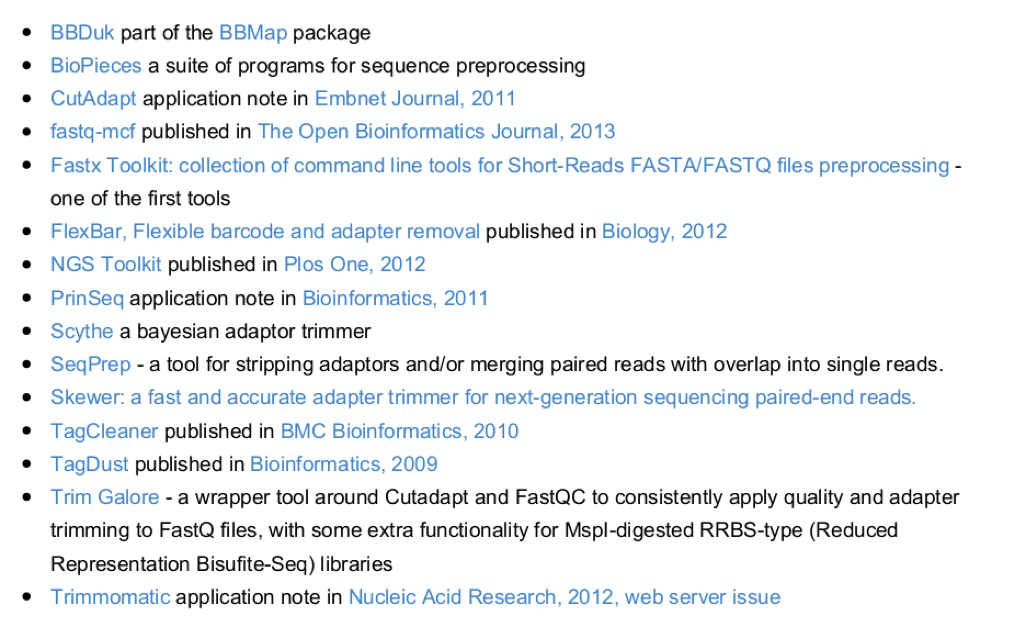 • BBDuk part of the BBMap package
• BioPieces a suite of programs for sequence preprocessing
• CutAdapt application note in Embnet Journal, 2011
• fastq-mcf published in The Open Bioinformatics Journal, 2013
• Fastx Toolkit: collection of command line tools for Short-Reads FASTA/FASTQ files preprocessing -
one of the first tools
• FlexBar, Flexible barcode and adapter removal published in Biology, 2012
• NGS Toolkit published in Plos One, 2012
• PrinSeq application note in Bioinformatics, 2011
• Scythe a bayesian adaptor trimmer
• SeqPrep - a tool for stripping adaptors and/or merging paired reads with overlap into single reads.
• Skewer: a fast and accurate adapter trimmer for next-generation sequencing paired-end reads.
• TagCleaner published in BMC Bioinformatics, 2010
• TagDust published in Bioinformatics, 2009
• Trim Galore - a wrapper tool around Cutadapt and FastQC to consistently apply quality and adapter
trimming to FastQ files, with some extra functionality for MspI-digested RRBS-type (Reduced
Representation Bisufite-Seq) libraries
• Trimmomatic application note in Nucleic Acid Research, 2012, web server issue